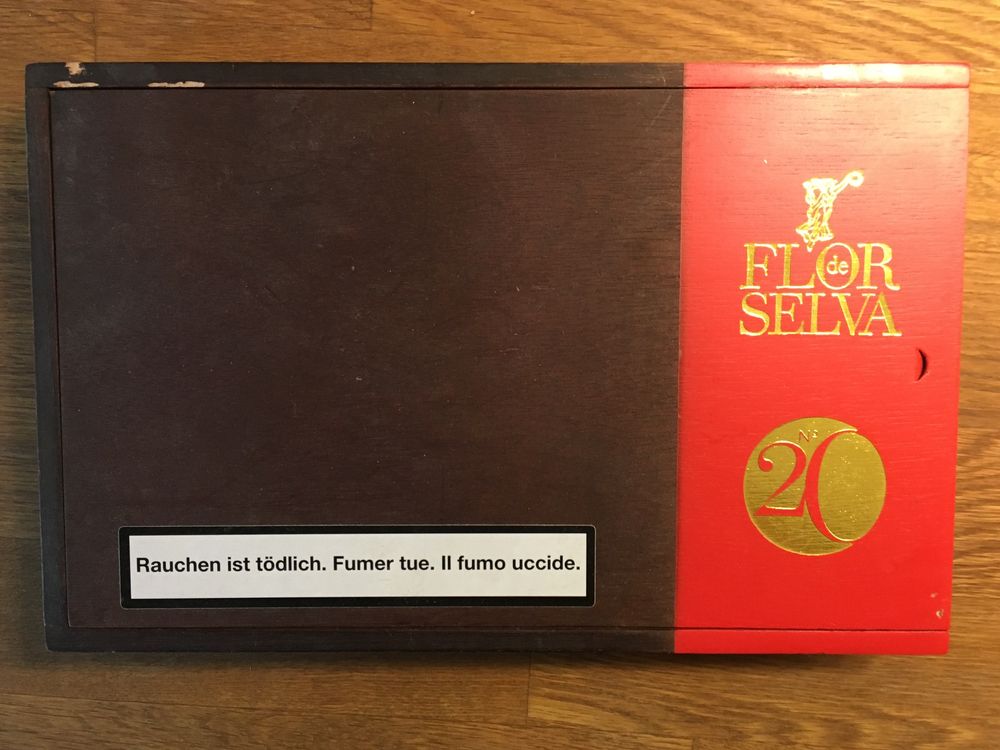 FLOR
de
SELVA
Nº
20
Rauchen ist tödlich. Fumer tue. Il fumo uccide.